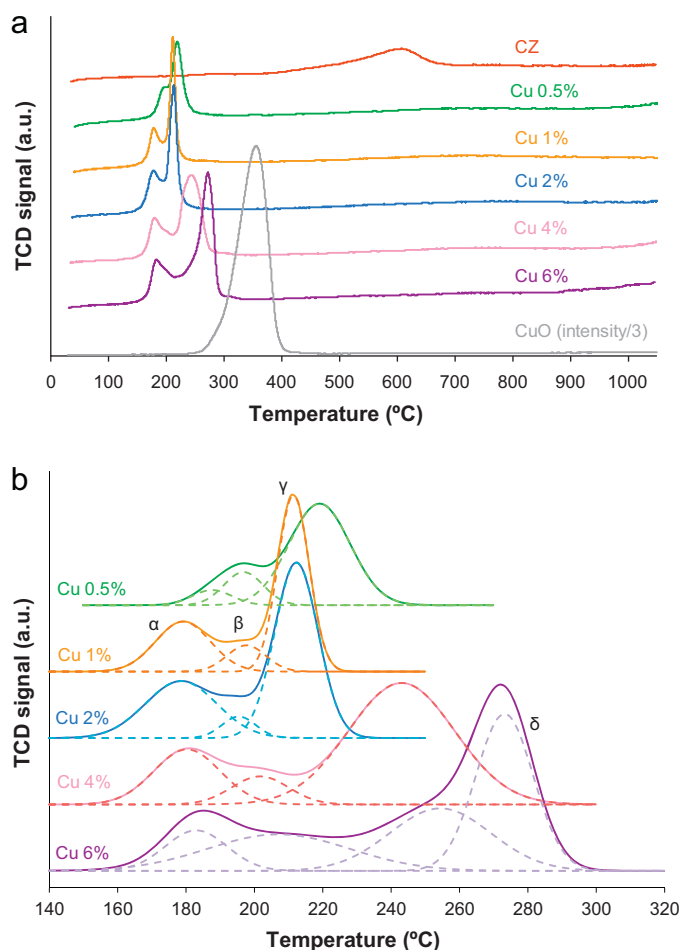 a
CZ
Cu 0.5%
Cu 1%
Cu 2%
Cu 4%
Cu 6%
CuO (intensity/3)
TCD signal (a.u.)
0 100 200 300 400 500 600 700 800 900 1000
Temperature (ºC)
b
γ
Cu 0.5%
α
β
Cu 1%
Cu 2%
δ
Cu 4%
Cu 6%
TCD signal (a.u.)
140 160 180 200 220 240 260 280 300 320
Temperature (ºC)